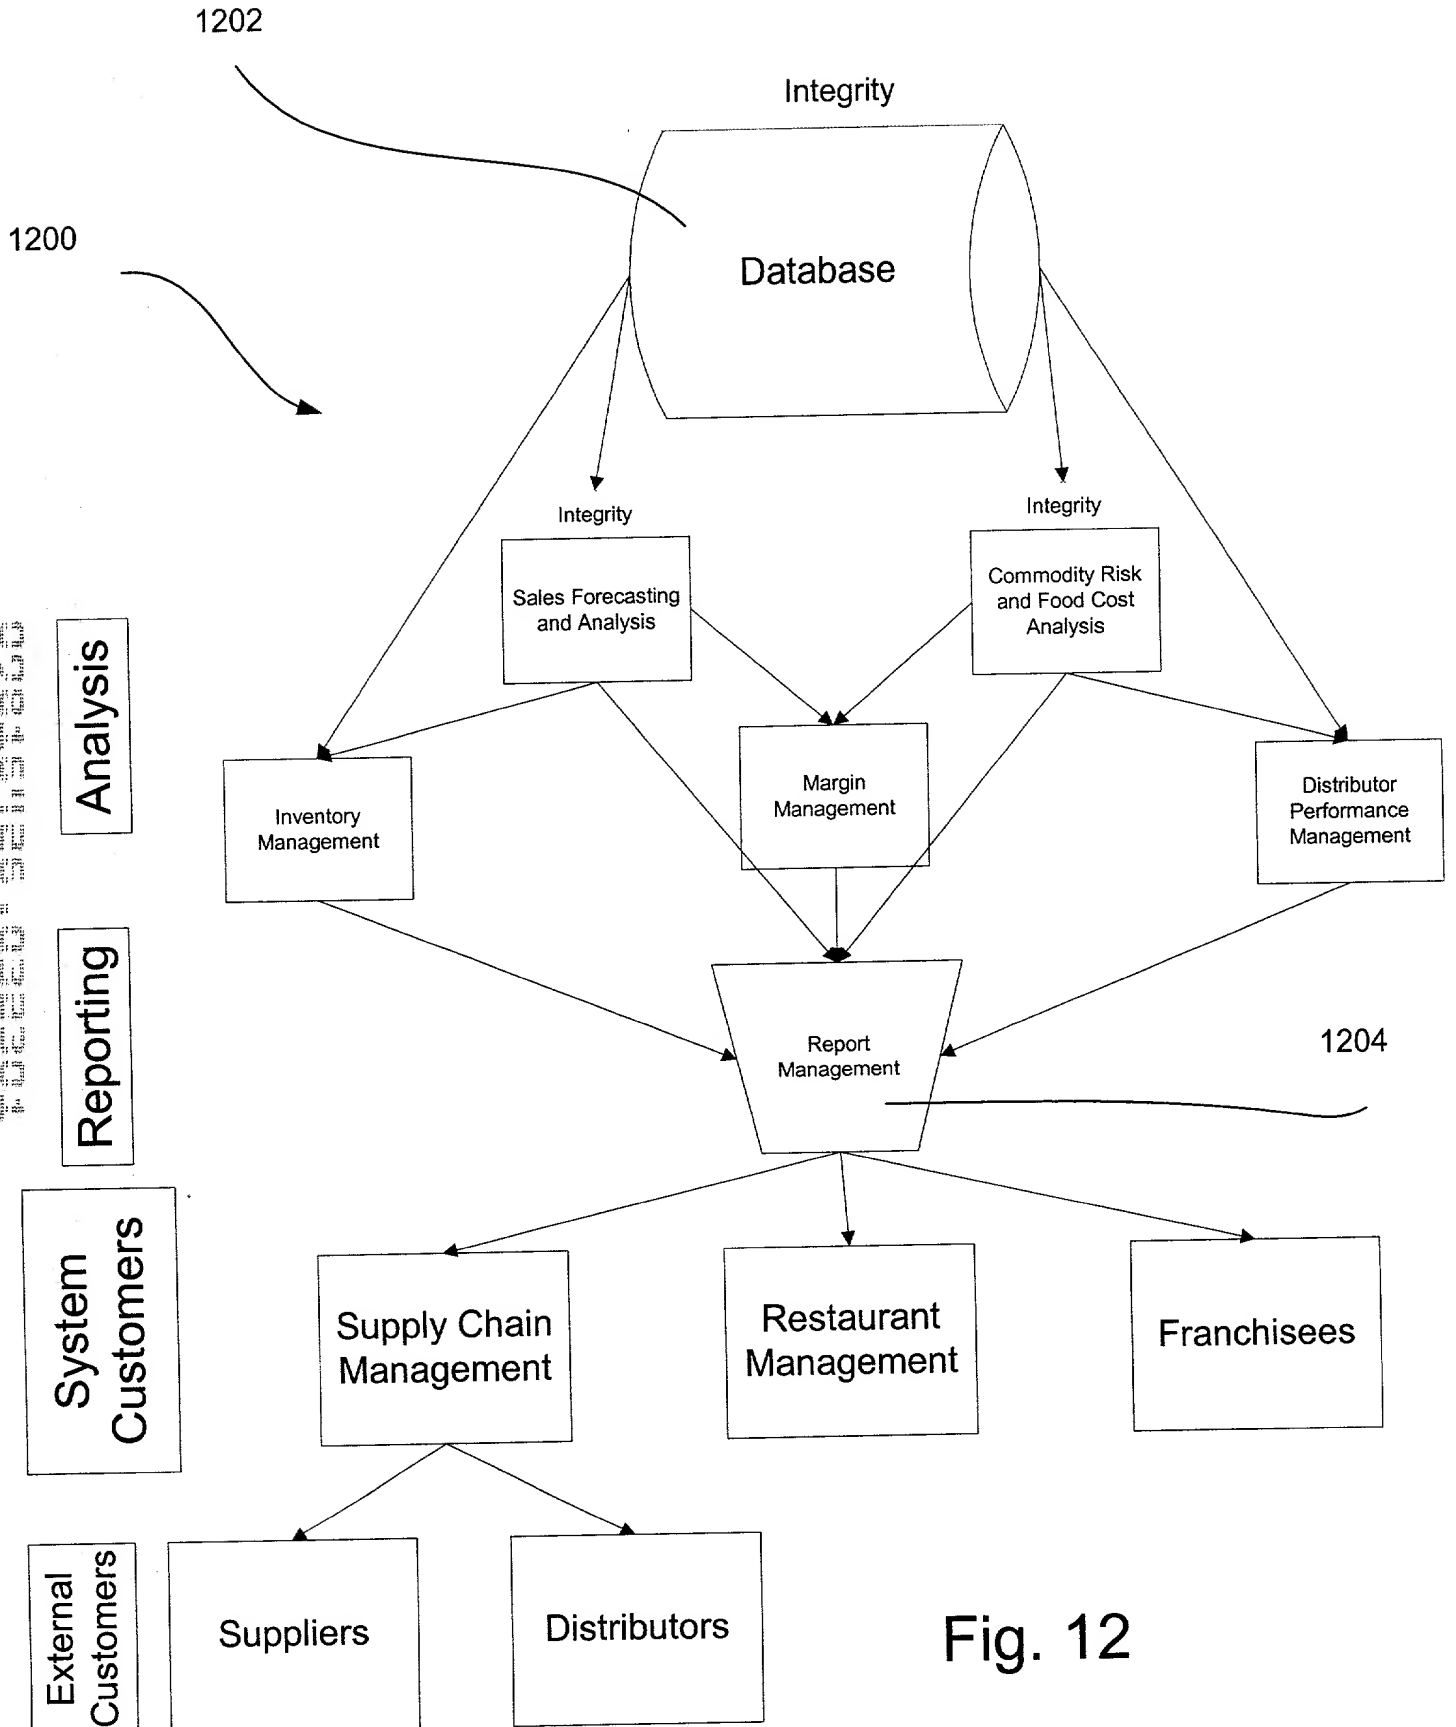 1202
Integrity
1200
Database
Integrity
Integrity
Sales Forecasting
and Analysis
Commodity Risk
and Food Cost
Analysis
Analysis
Inventory
Management
Margin
Management
Distributor
Performance
Management
Reporting
Report
Management
1204
System
Customers
Supply Chain
Management
Restaurant
Management
Franchisees
External
Customers
Suppliers
Distributors
Fig. 12